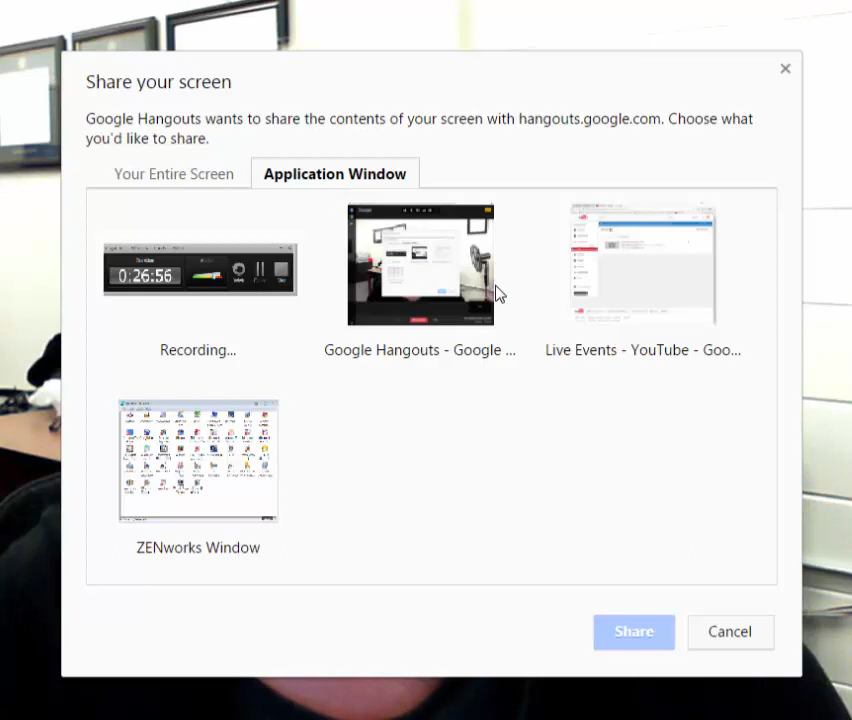 Share your screen
Google Hangouts wants to share the contents of your screen with hangouts.google.com. Choose what
you'd like to share.
Your Entire Screen
Application Window
0:26:56
Recording...
Google Hangouts - Google ...
Live Events - YouTube - Goo...
ZENworks Window
Share
Cancel